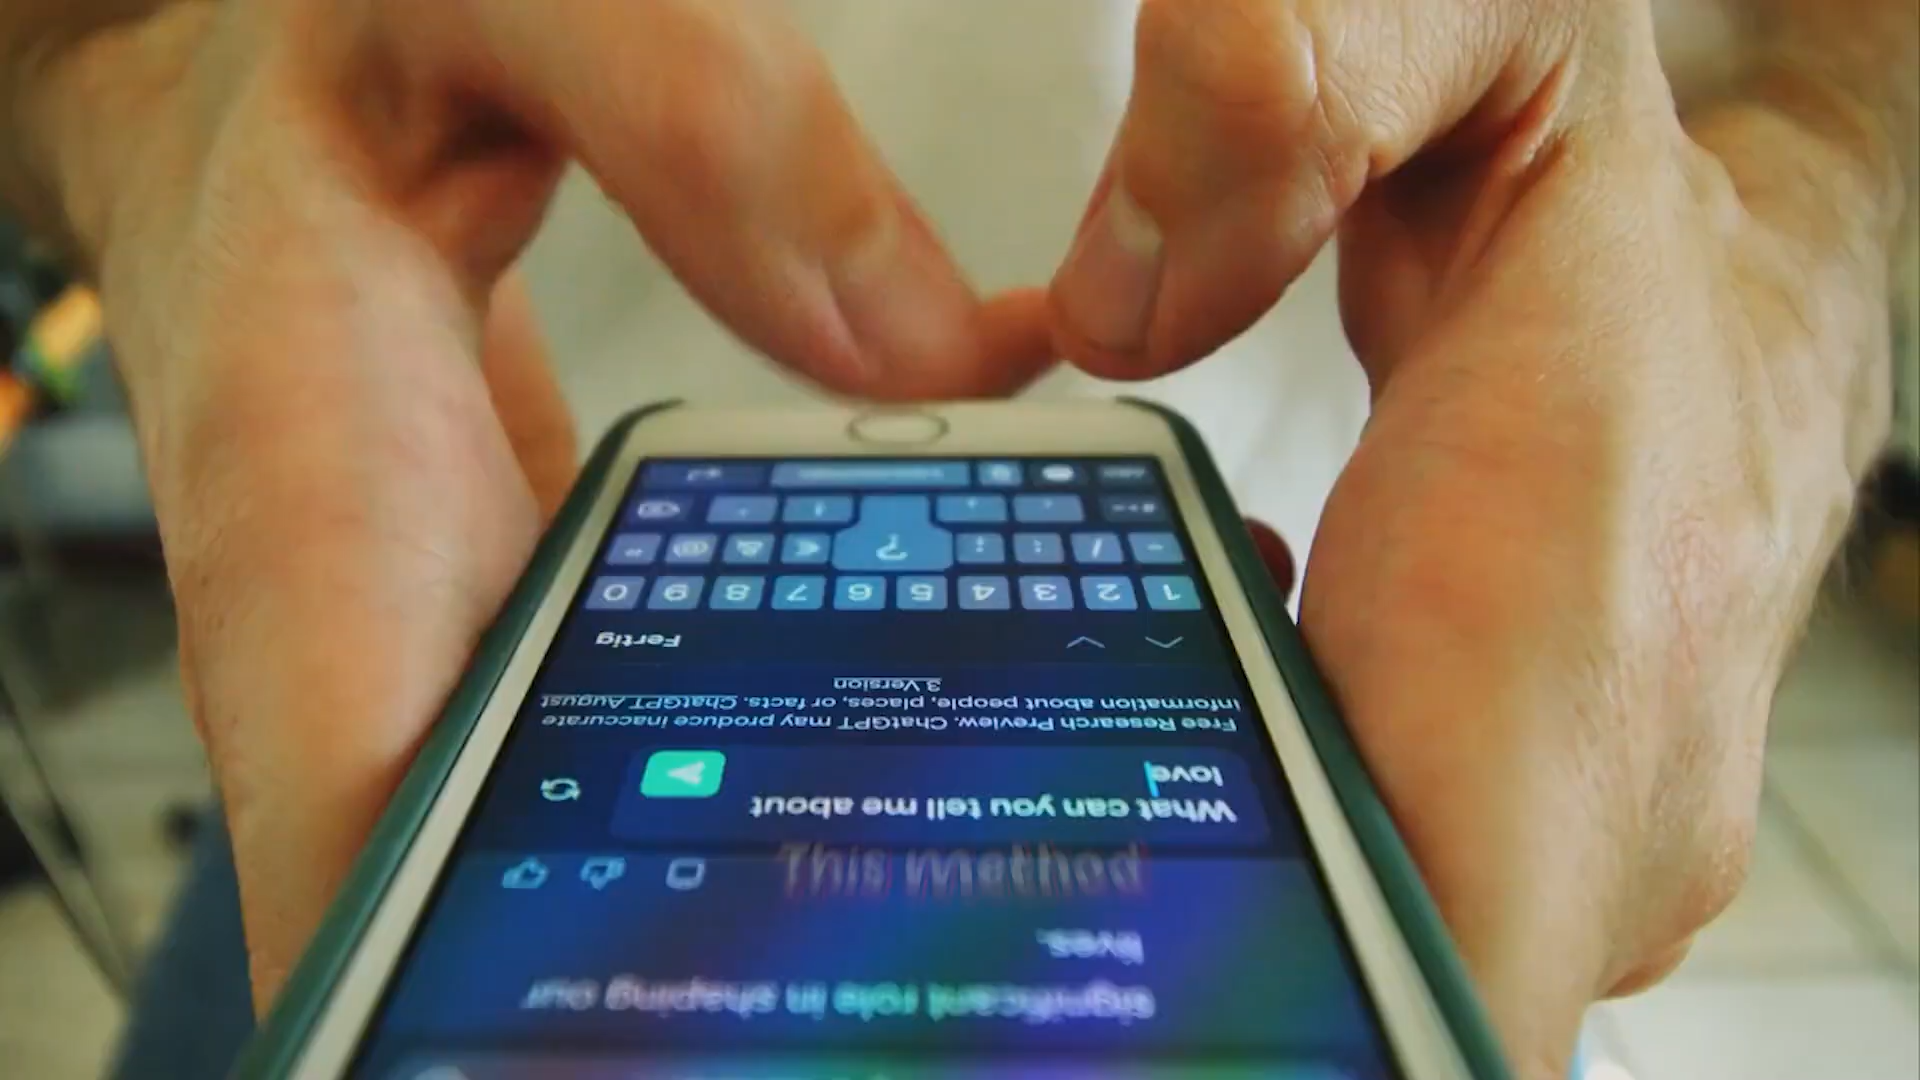 significant role in shaping our
lives.
This method
What can you tell me about
love
Free Research Preview. ChatGPT may produce inaccurate
information about people, places, or facts. ChatGPT August
3 Version
Fertig
1 2 3 4 5 6 7 8 9 0
- / : ; ? € & @ "
#+=